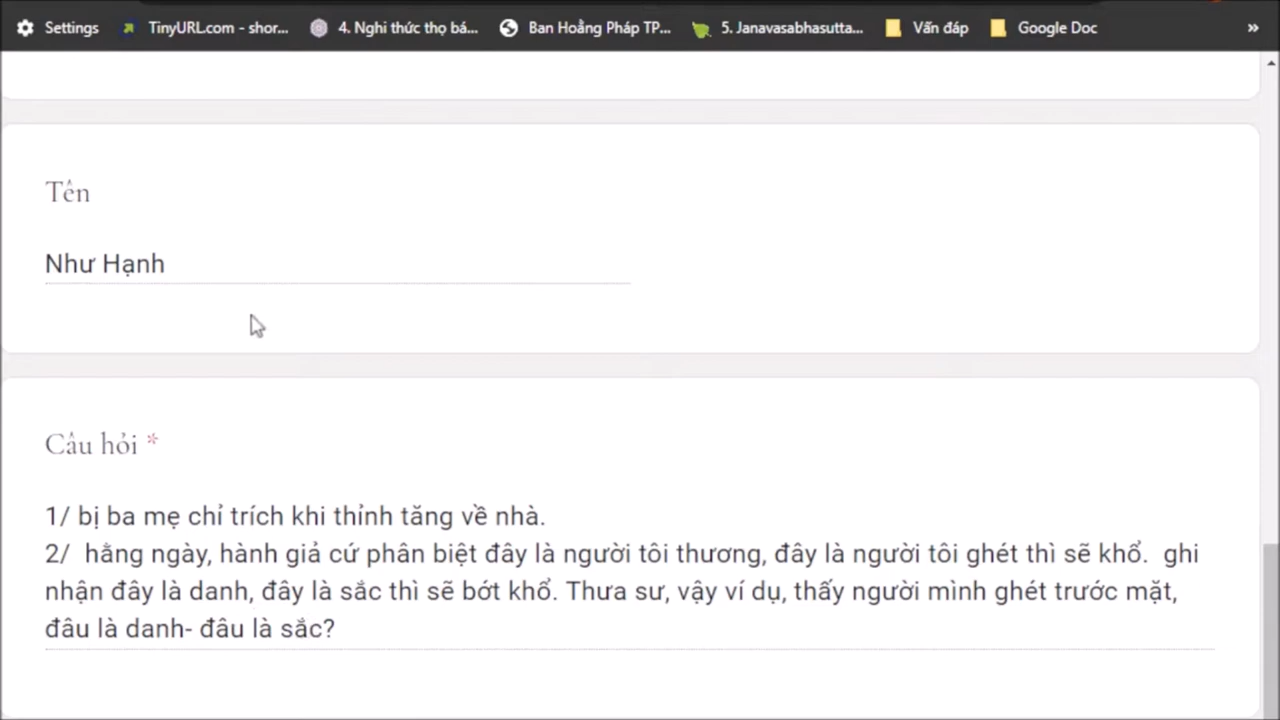 Settings TinyURL.com - shor... 4. Nghi thức thọ bá... Ban Hoằng Pháp TP... 5. Janavasabhasutta... Vấn đáp Google Doc »
Tên
Như Hạnh
Câu hỏi *
1/ bị ba mẹ chỉ trích khi thỉnh tăng về nhà.
2/  hằng ngày, hành giả cứ phân biệt đây là người tôi thương, đây là người tôi ghét thì sẽ khổ.  ghi
nhận đây là danh, đây là sắc thì sẽ bớt khổ. Thưa sư, vậy ví dụ, thấy người mình ghét trước mặt,
đâu là danh- đâu là sắc?